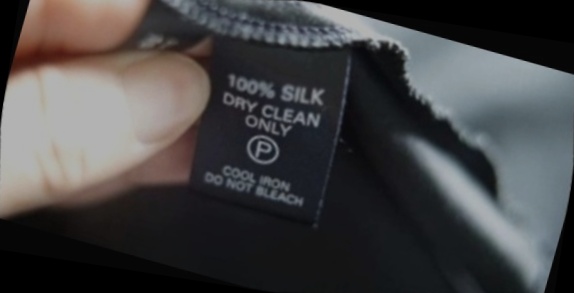 100% SILK
DRY CLEAN
ONLY
P
COOL IRON
DO NOT BLEACH